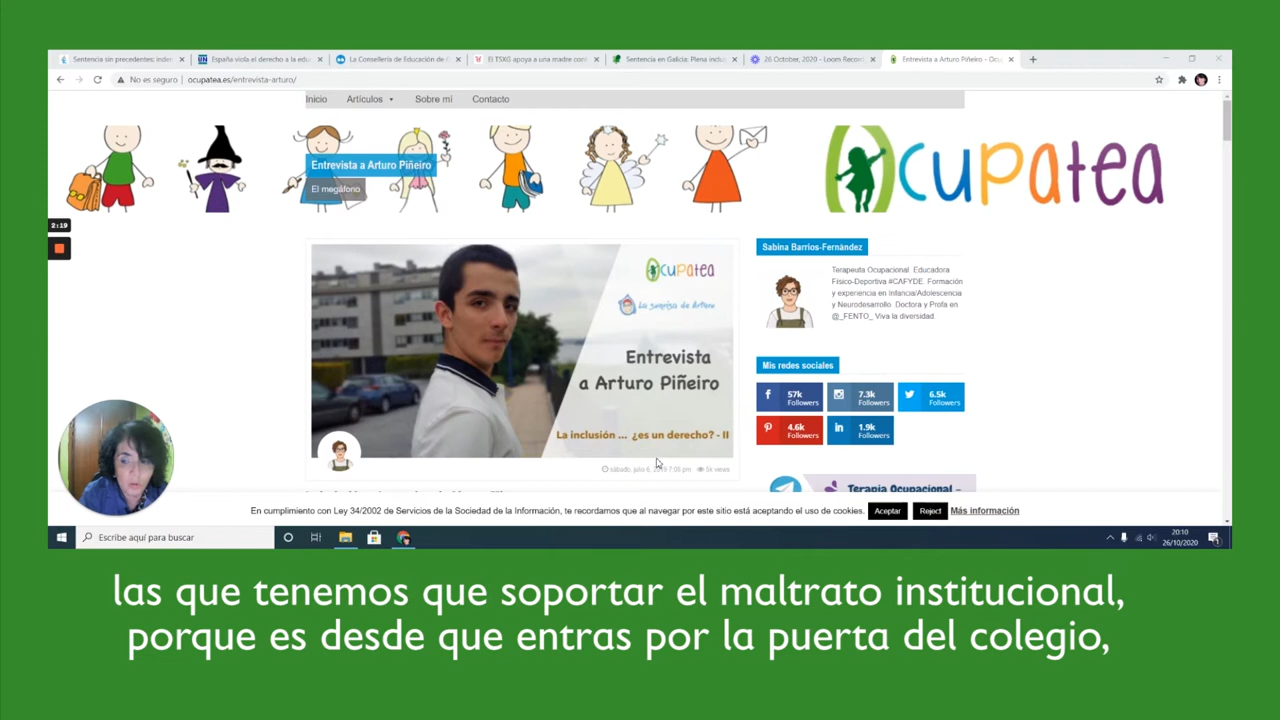 Sentencia sin precedentes: inden
España viola el derecho a la edu
La Consellería de Educación de
El TSXG apoya a una madre con
Sentencia en Galicia: Plena inclus
26 October, 2020 - Loom Record
Entrevista a Arturo Piñeiro - Ocu
No es seguro
ocupatea.es/entrevista-arturo/
Inicio
Artículos
Sobre mí
Contacto
Entrevista a Arturo Piñeiro
El megáfono
Ocupatea
2:19
Ocupatea
La sonrisa de Arturo
Entrevista
a Arturo Piñeiro
La inclusión ... ¿es un derecho? - II
5k views
Sabina Barrios-Fernández
Terapeuta Ocupacional Educadora
Físico-Deportiva #CAFYDE. Formación
y experiencia en Infancia/Adolescencia
y Neurodesarrollo. Doctora y Profa en
@_FENTO_ Viva la diversidad.
Mis redes sociales
57k
Followers
7.3k
Followers
6.5k
Followers
4.6k
Followers
1.9k
Followers
Terapia Ocupacional –
En cumplimiento con Ley 34/2002 de Servicios de la Sociedad de la Información, te recordamos que al navegar por este sitio está aceptando el uso de cookies.
Aceptar
Reject
Más información
Escribe aquí para buscar
20:10
26/10/2020
las que tenemos que soportar el maltrato institucional,
porque es desde que entras por la puerta del colegio,